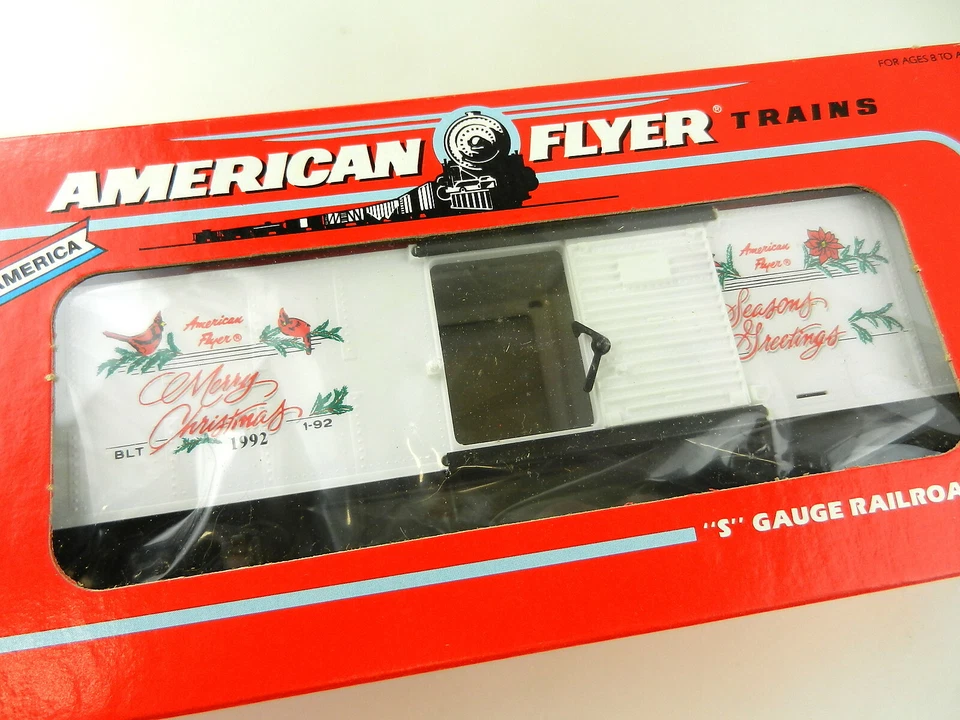 FOR AGES 8 TO A
AMERICAN FLYER® TRAINS
AMERICA
American
Flyer®
Merry
Christmas
BLT 1992 1-92
American
Flyer®
Seasons
Greetings
"S" GAUGE RAILROA